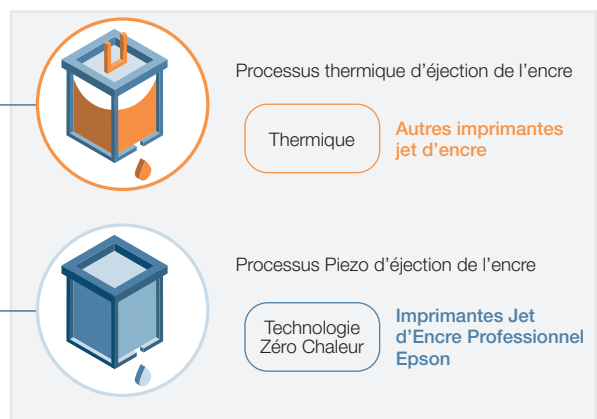 Processus thermique d’éjection de l’encre
Thermique
Autres imprimantes
jet d’encre
Processus Piezo d’éjection de l’encre
Technologie
Zéro Chaleur
Imprimantes Jet
d’Encre Professionnel
Epson